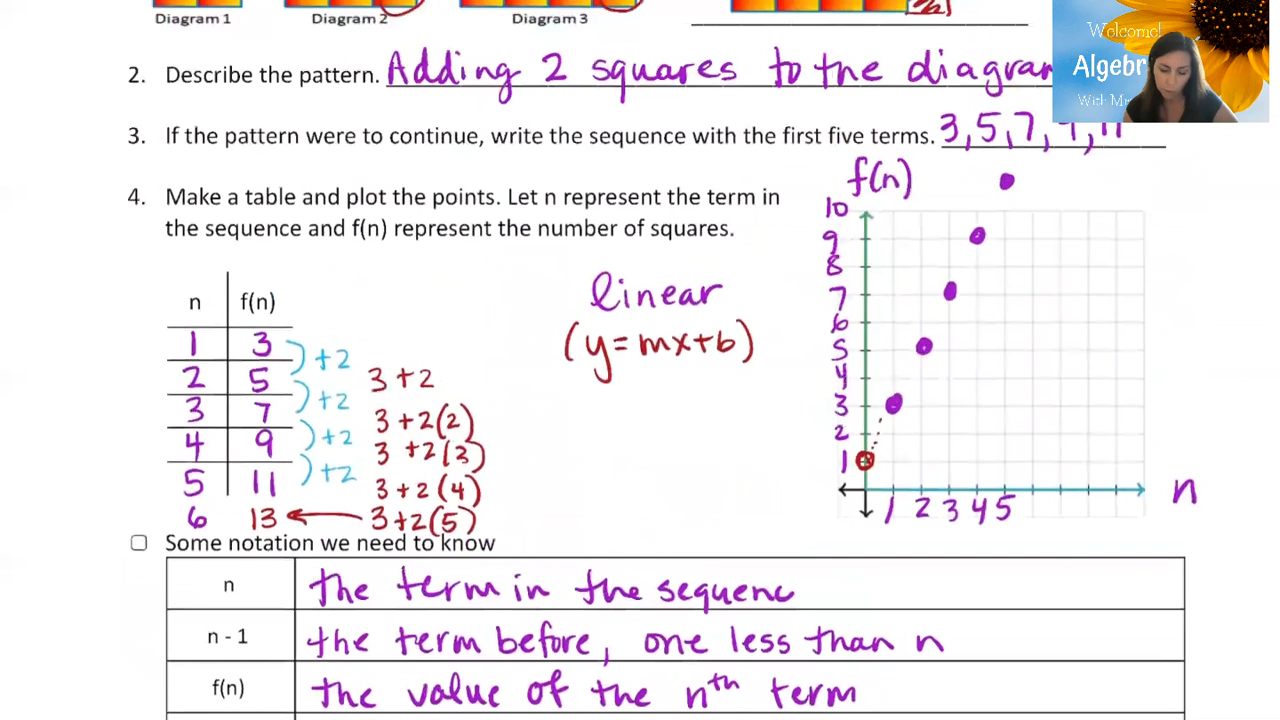 Diagram 1 Diagram 2 Diagram 3
Welcome!
Algebr
With M
2. Describe the pattern. Adding 2 squares to the diagram
3. If the pattern were to continue, write the sequence with the first five terms. 3, 5, 7, 9, 11
4. Make a table and plot the points. Let n represent the term in
the sequence and f(n) represent the number of squares.
n f(n)
1 3
2 5
3 7
4 9
5 11
6 13
+2
+2
+2
+2
3 + 2
3 + 2(2)
3 + 2(3)
3 + 2(4)
3 + 2(5)
linear
(y = mx + b)
f(n)
10
9
8
7
6
5
4
3
2
1
1 2 3 4 5
n
Some notation we need to know
n the term in the sequenc
n - 1 the term before, one less than n
f(n) the value of the nth term